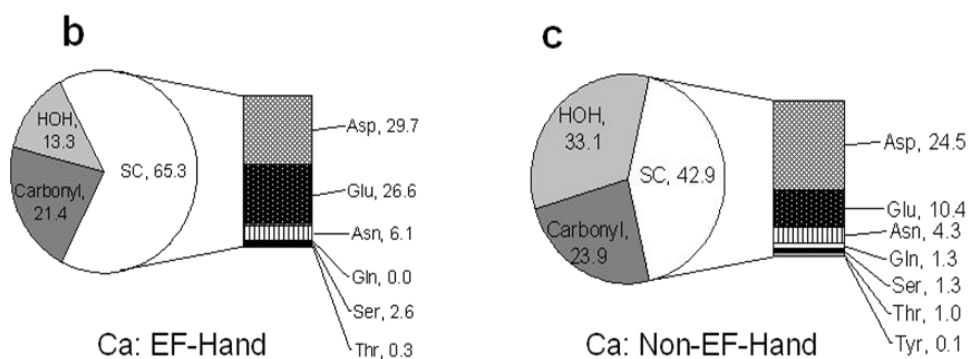 b
HOH,
13.3
SC, 65.3
Carbonyl,
21.4
Asp, 29.7
Glu, 26.6
Asn, 6.1
Gln, 0.0
Ser, 2.6
Thr, 0.3
Ca: EF-Hand
c
HOH,
33.1
SC, 42.9
Carbonyl,
23.9
Asp, 24.5
Glu, 10.4
Asn, 4.3
Gln, 1.3
Ser, 1.3
Thr, 1.0
Tyr, 0.1
Ca: Non-EF-Hand